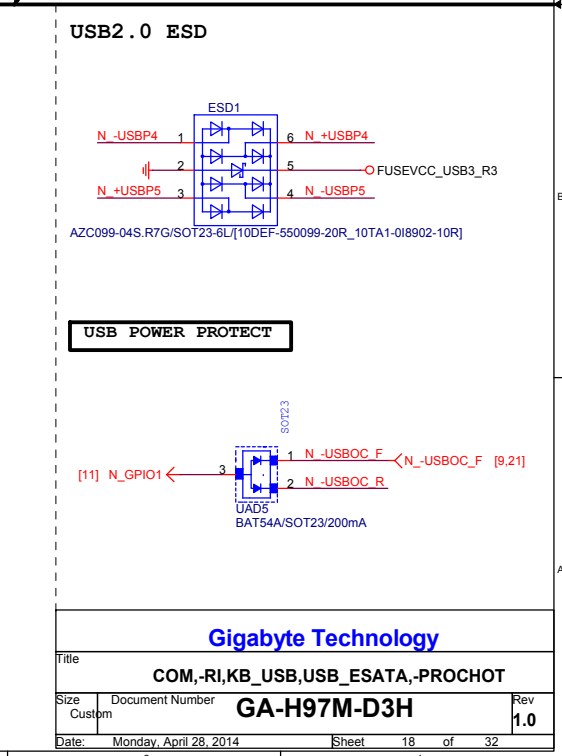 USB2.0 ESD
ESD1
N_-USBP4 1 6 N_+USBP4
2 5 FUSEVCC_USB3_R3
N_+USBP5 3 4 N_-USBP5
AZC099-04S.R7G/SOT23-6L/[10DEF-550099-20R_10TA1-0I8902-10R]
B
USB POWER PROTECT
SOT23
1 N_-USBOC_F N_-USBOC_F [9,21]
[11] N_GPIO1 3
2 N_-USBOC_R
UAD5
BAT54A/SOT23/200mA
A
Gigabyte Technology
Title
COM,-RI,KB_USB,USB_ESATA,-PROCHOT
Size Document Number Rev
Custom GA-H97M-D3H 1.0
Date: Monday, April 28, 2014 Sheet 18 of 32